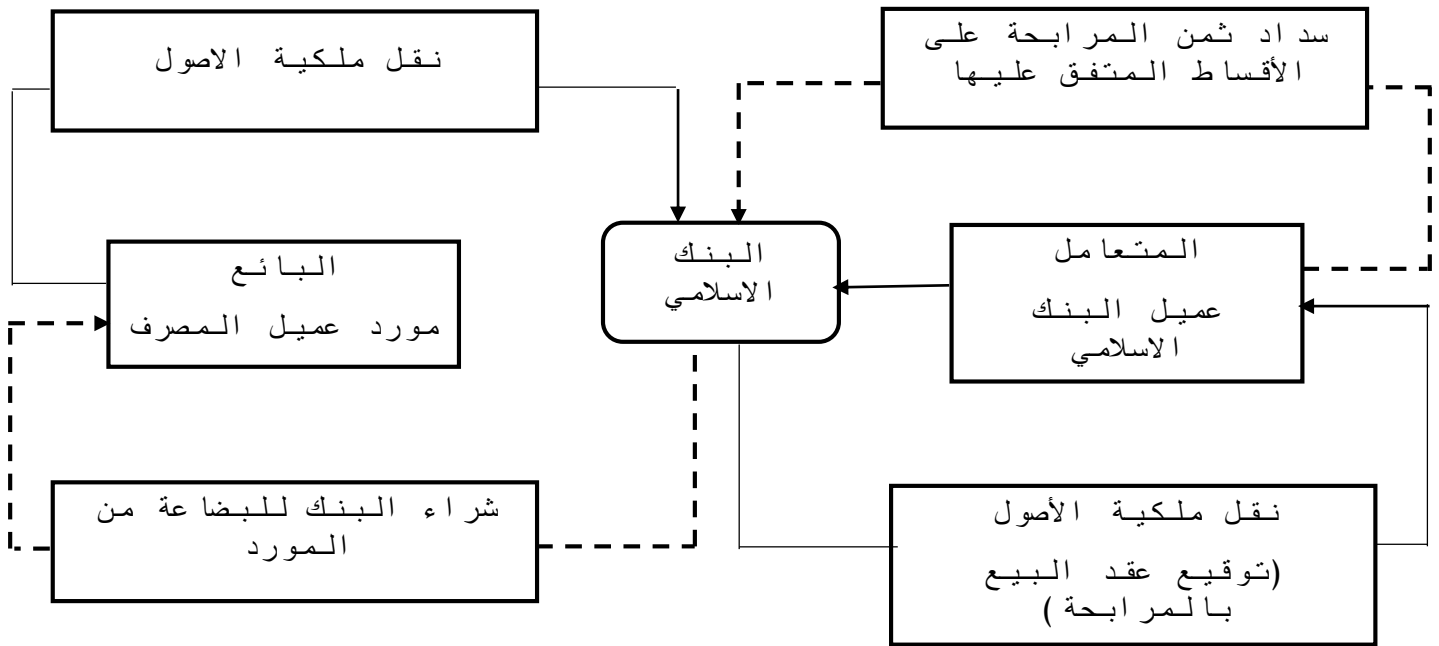 سداد ثمن المرابحة على
الأقساط المتفق عليها
نقل ملكية الاصول
المتعامل
عميل البنك
الاسلامي
البنك
الاسلامي
البائع
مورد عميل المصرف
نقل ملكية الأصول
(توقيع عقد البيع
بالمرابحة)
شراء البنك للبضاعة من
المورد